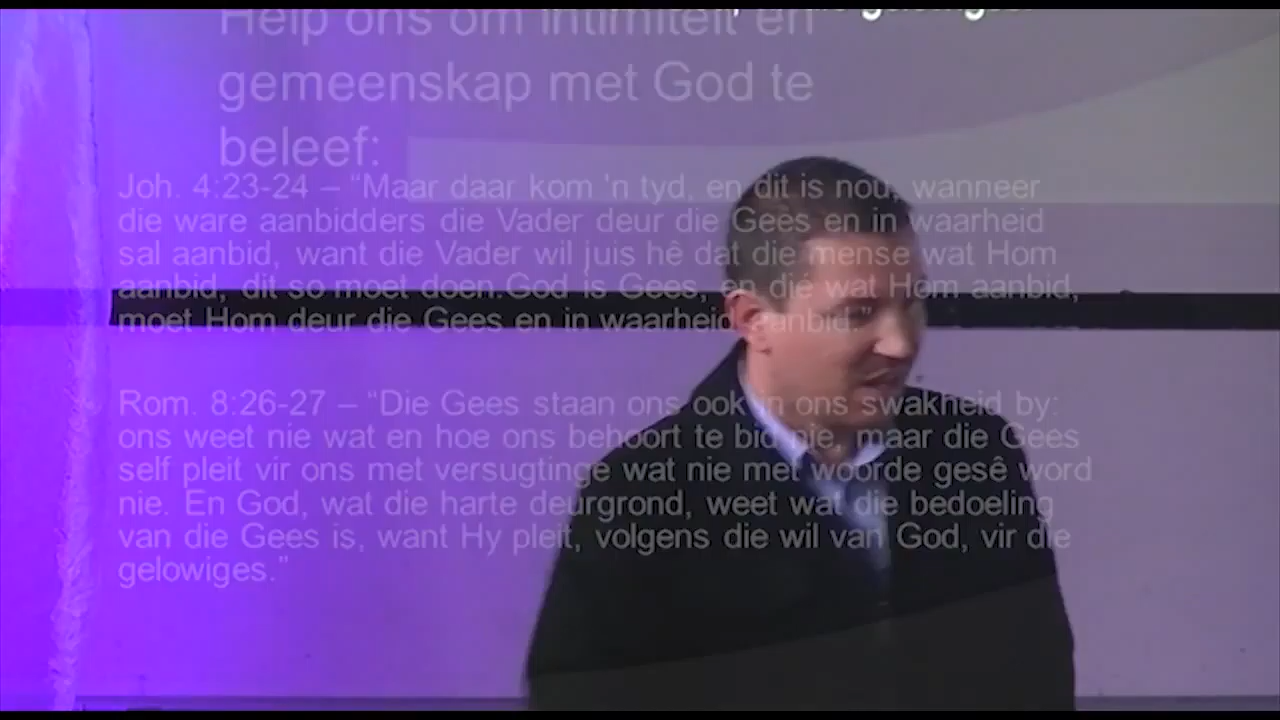 Help ons om intimiteit en
gemeenskap met God te
beleef:
Joh. 4:23-24 – “Maar daar kom 'n tyd, en dit is nou, wanneer
die ware aanbidders die Vader deur die Gees en in waarheid
sal aanbid, want die Vader wil juis hê dat die mense wat Hom
aanbid, dit so moet doen.God is Gees, en die wat Hom aanbid,
moet Hom deur die Gees en in waarheid aanbid.”
Rom. 8:26-27 – “Die Gees staan ons ook in ons swakheid by:
ons weet nie wat en hoe ons behoort te bid nie, maar die Gees
self pleit vir ons met versugtinge wat nie met woorde gesê word
nie. En God, wat die harte deurgrond, weet wat die bedoeling
van die Gees is, want Hy pleit, volgens die wil van God, vir die
gelowiges.”